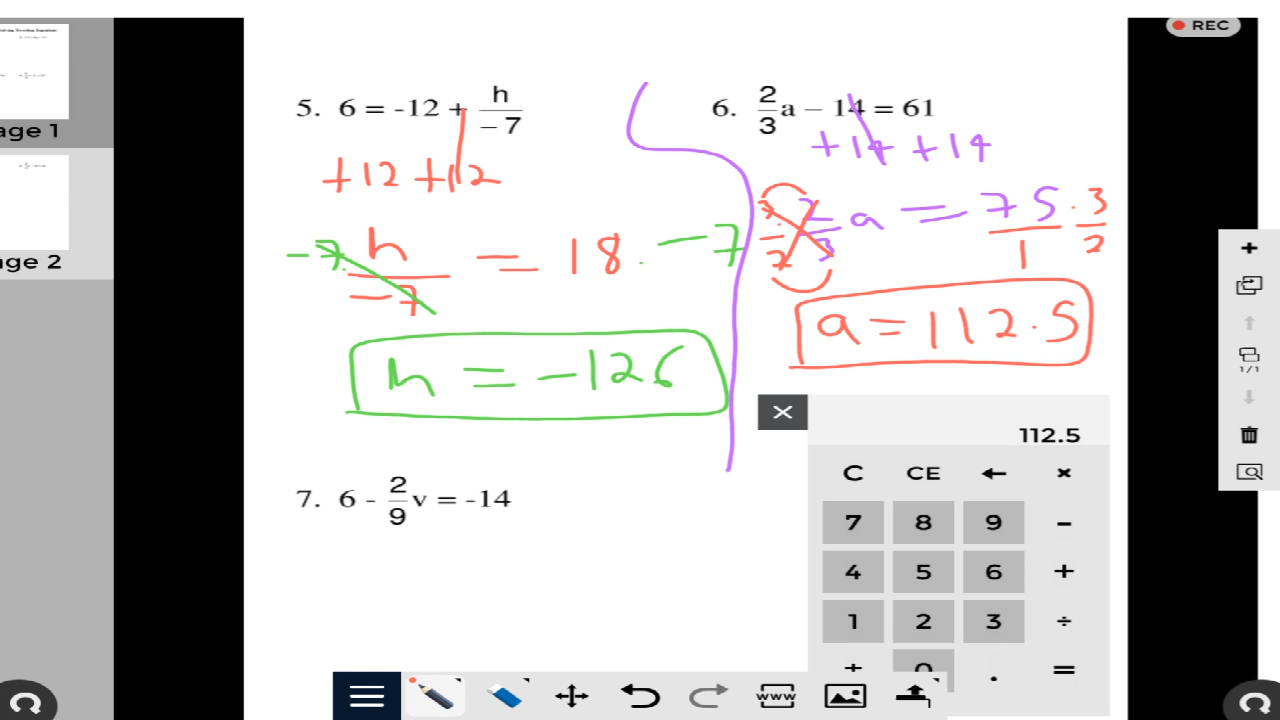 REC
age 1
age 2
5. 6 = -12 + h/-7
+12 +12
-7 · h/-7 = 18 · -7
h = -126
6. 2/3 a - 14 = 61
+14 +14
3/2 · 2/3 a = 75/1 · 3/2
a = 112.5
7. 6 - 2/9 v = -14
×
112.5
C CE ← ×
7 8 9 -
4 5 6 +
1 2 3 ÷
0 . =
1/1
www